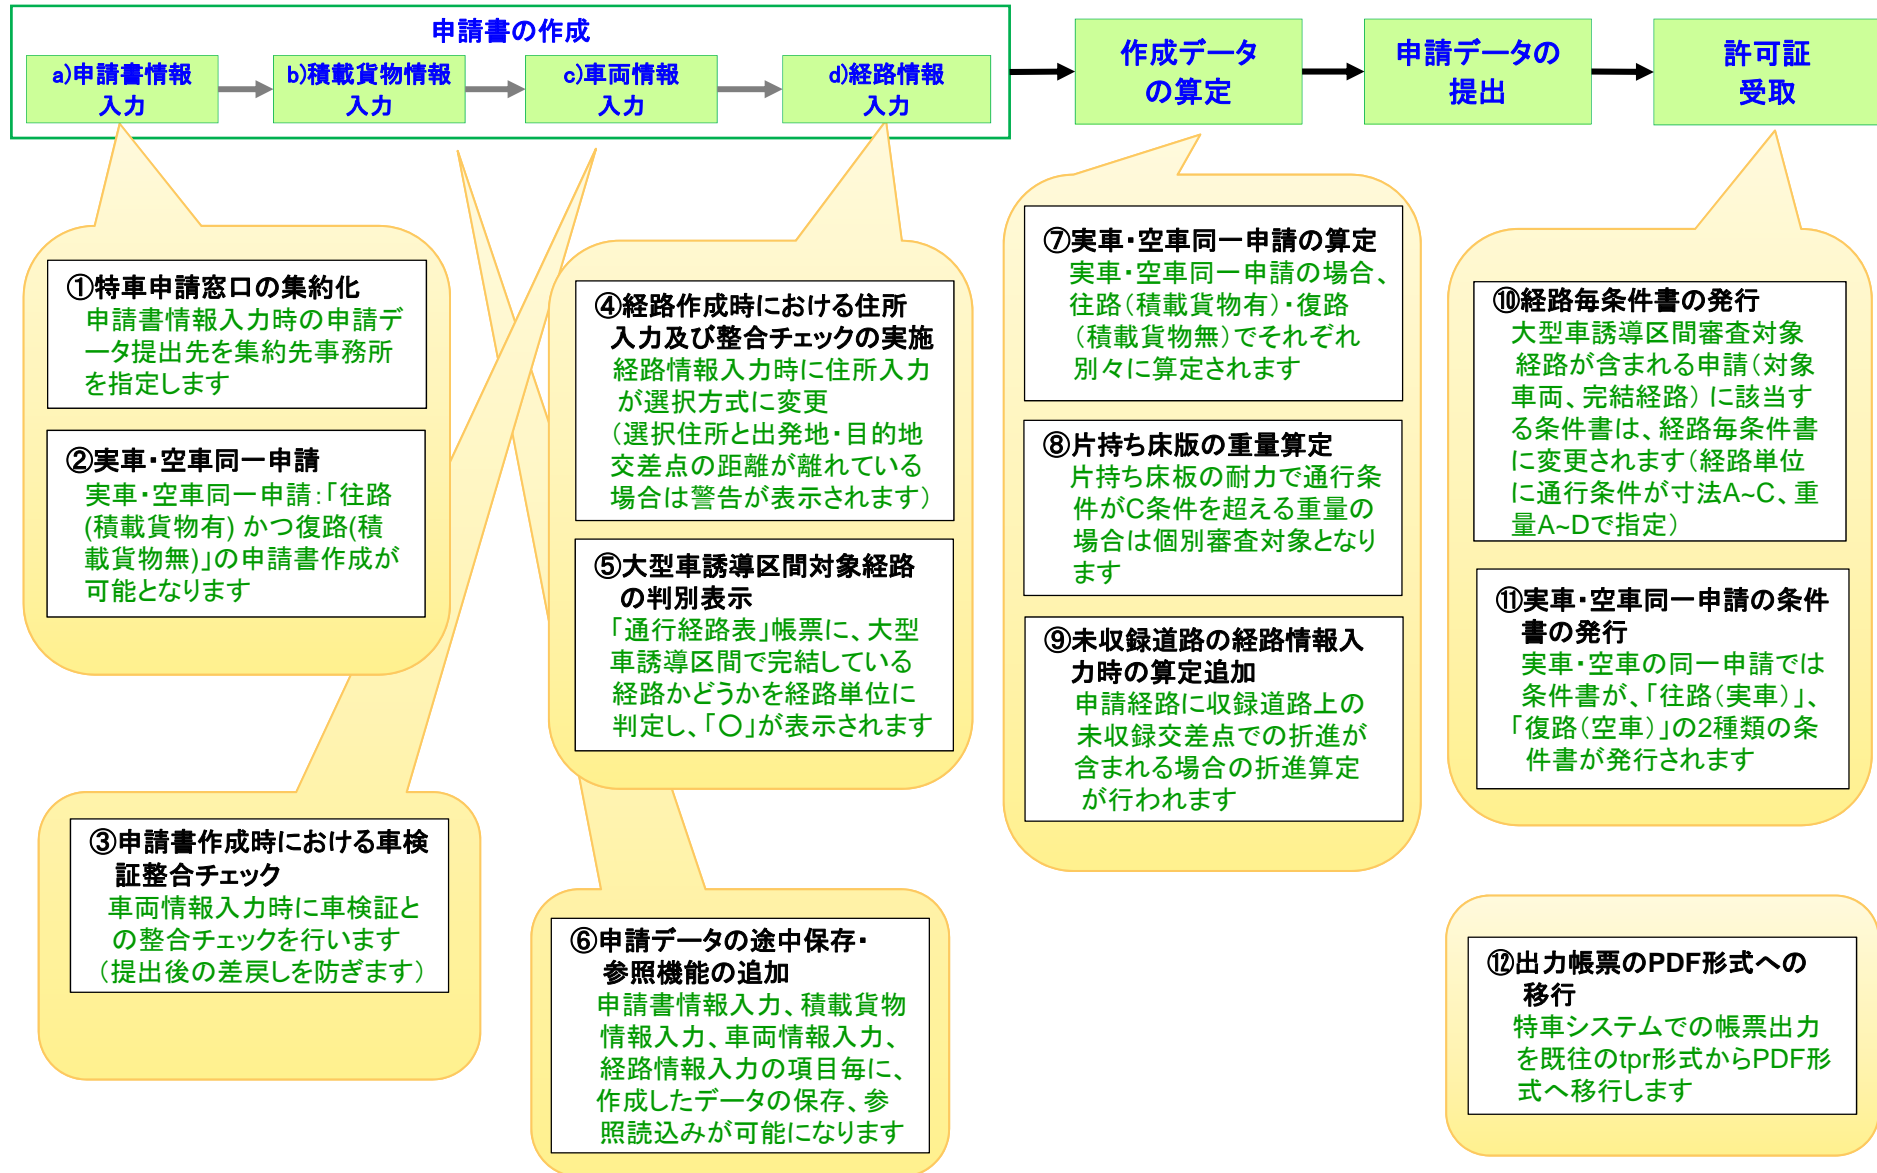 申請書の作成
a)申請書情報
入力
b)積載貨物情報
入力
c)車両情報
入力
d)経路情報
入力
作成データ
の算定
申請データの
提出
許可証
受取
①特車申請窓口の集約化
申請書情報入力時の申請デ
ータ提出先を集約先事務所
を指定します
②実車・空車同一申請
実車・空車同一申請：「往路
(積載貨物有) かつ復路(積
載貨物無)」の申請書作成が
可能となります
③申請書作成時における車検
証整合チェック
車両情報入力時に車検証と
の整合チェックを行います
（提出後の差戻しを防ぎます）
④経路作成時における住所
入力及び整合チェックの実施
経路情報入力時に住所入力
が選択方式に変更
（選択住所と出発地・目的地
交差点の距離が離れている
場合は警告が表示されます）
⑤大型車誘導区間対象経路
の判別表示
「通行経路表」帳票に、大型
車誘導区間で完結している
経路かどうかを経路単位に
判定し、「〇」が表示されます
⑥申請データの途中保存・
参照機能の追加
申請書情報入力、積載貨物
情報入力、車両情報入力、
経路情報入力の項目毎に、
作成したデータの保存、参
照読込みが可能になります
⑦実車・空車同一申請の算定
実車・空車同一申請の場合、
往路（積載貨物有）・復路
（積載貨物無）でそれぞれ
別々に算定されます
⑧片持ち床版の重量算定
片持ち床板の耐力で通行条
件がC条件を超える重量の
場合は個別審査対象となり
ます
⑨未収録道路の経路情報入
力時の算定追加
申請経路に収録道路上の
未収録交差点での折進が
含まれる場合の折進算定
が行われます
⑩経路毎条件書の発行
大型車誘導区間審査対象
経路が含まれる申請（対象
車両、完結経路）に該当す
る条件書は、経路毎条件書
に変更されます（経路単位
に通行条件が寸法A~C、重
量A~Dで指定）
⑪実車・空車同一申請の条件
書の発行
実車・空車の同一申請では
条件書が、「往路（実車）」、
「復路（空車）」の2種類の条
件書が発行されます
⑫出力帳票のPDF形式への
移行
特車システムでの帳票出力
を既往のtpr形式からPDF形
式へ移行します